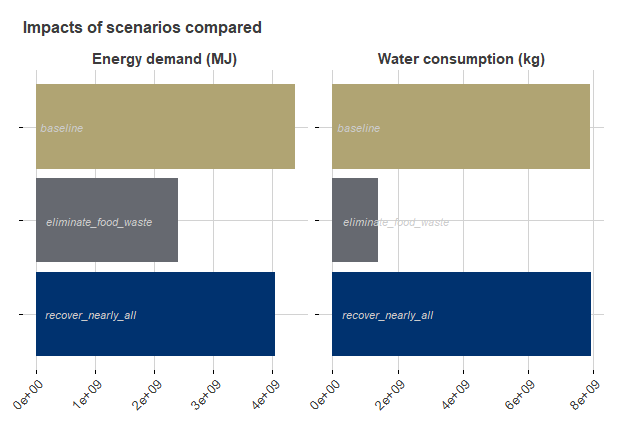 Impacts of scenarios compared
Energy demand (MJ)
Water consumption (kg)
baseline
baseline
eliminate_food_waste
eliminate_food_waste
recover_nearly_all
recover_nearly_all
0e+00
1e+09
2e+09
3e+09
4e+09
0e+00
2e+09
4e+09
6e+09
8e+09